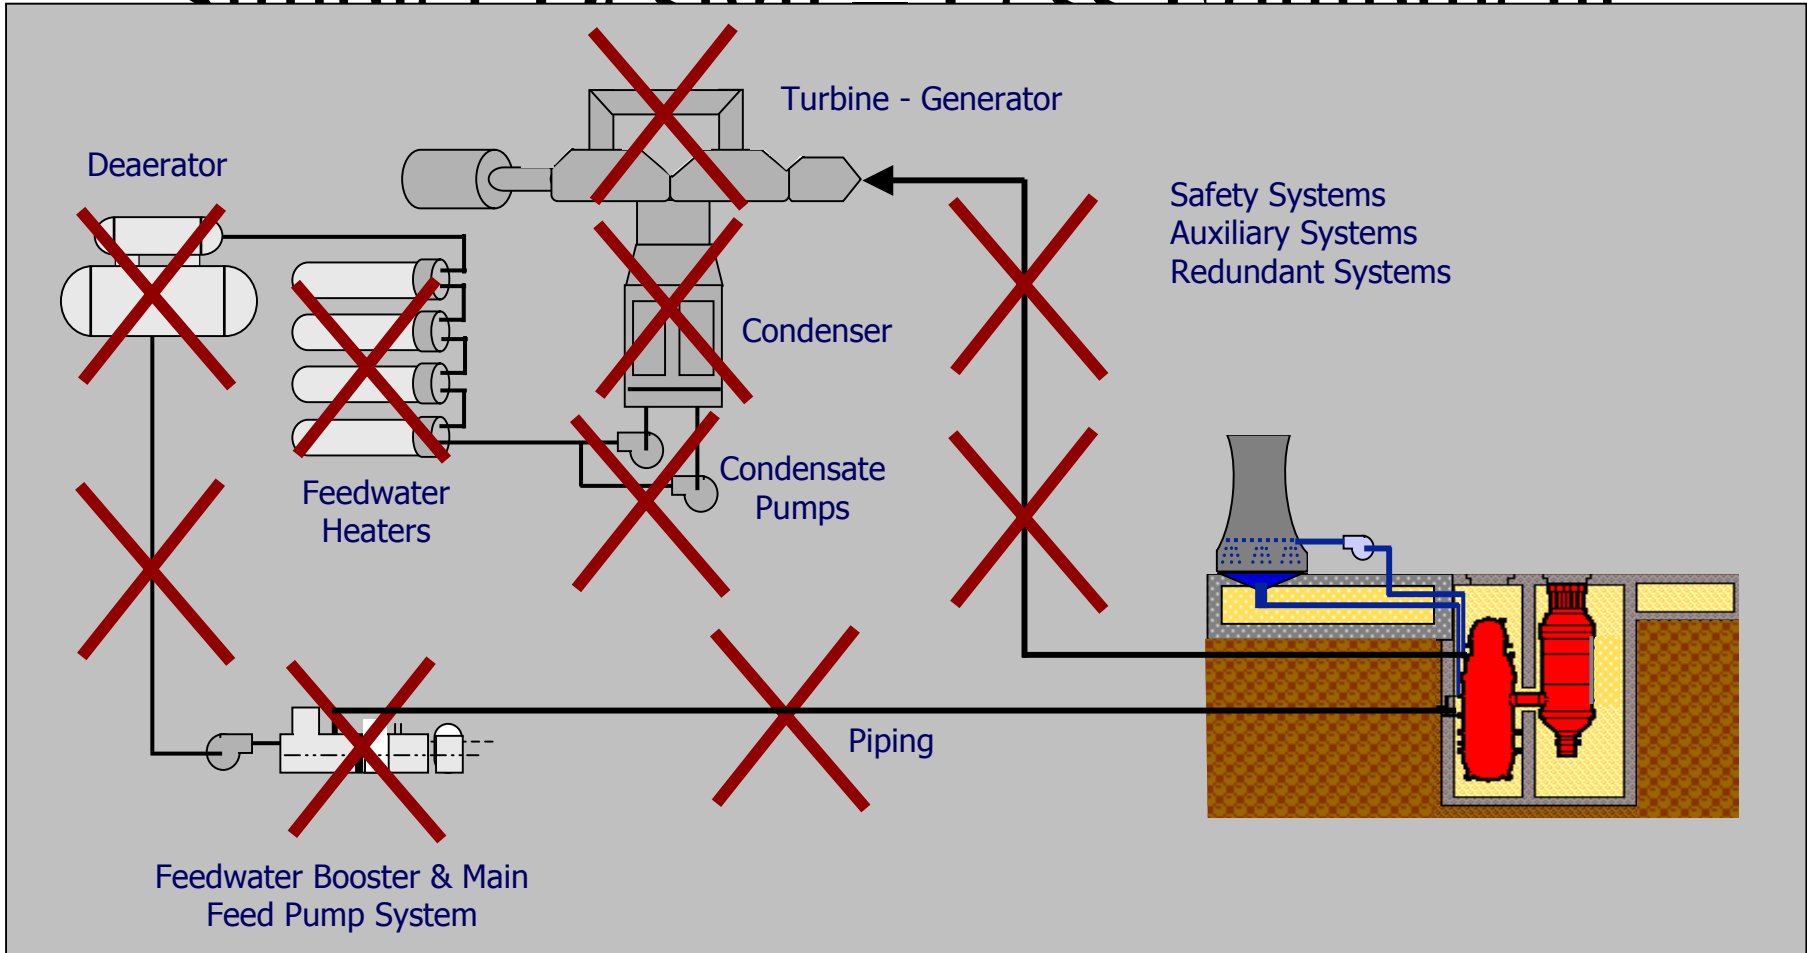 Turbine - Generator
Deaerator
Safety Systems
Auxiliary Systems
Redundant Systems
Condenser
Condensate
Pumps
Feedwater
Heaters
Piping
Feedwater Booster & Main
Feed Pump System